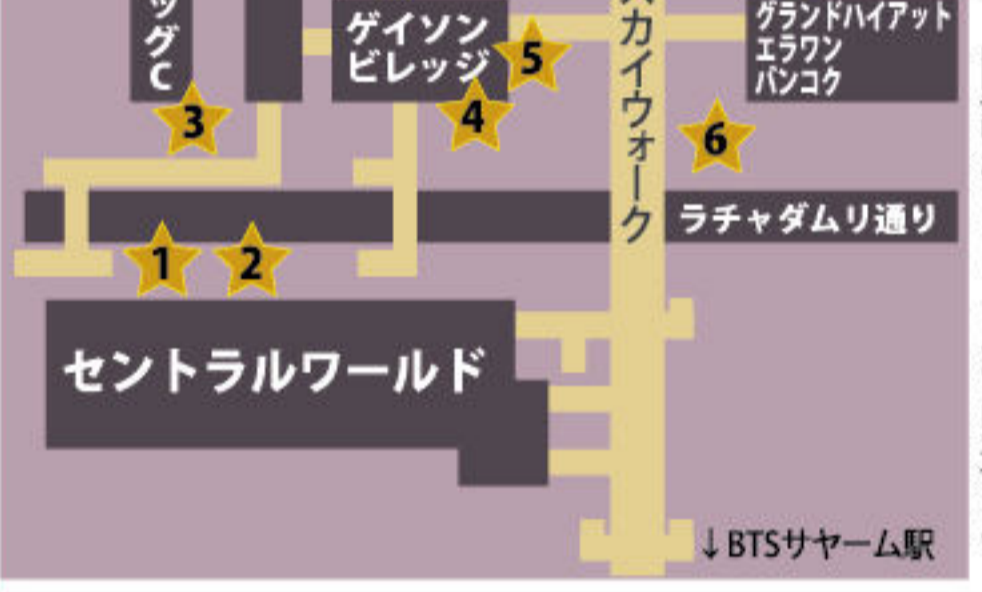 ッグC
ゲイソン
ビレッジ
カイウォーク
グランドハイアット
エラワン
バンコク
5
3
4
6
ラチャダムリ通り
1
2
セントラルワールド
↓BTSサヤーム駅